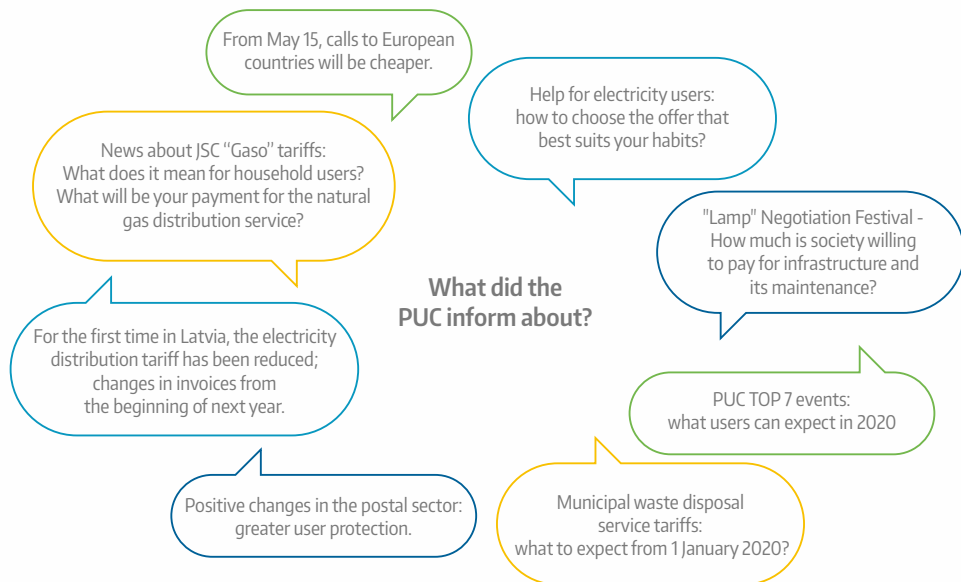 From May 15, calls to European
countries will be cheaper.
Help for electricity users:
how to choose the offer that
best suits your habits?
News about JSC “Gaso” tariffs:
What does it mean for household users?
What will be your payment for the natural
gas distribution service?
"Lamp" Negotiation Festival -
How much is society willing
to pay for infrastructure and
its maintenance?
What did the
PUC inform about?
For the first time in Latvia, the electricity
distribution tariff has been reduced;
changes in invoices from
the beginning of next year.
PUC TOP 7 events:
what users can expect in 2020
Positive changes in the postal sector:
greater user protection.
Municipal waste disposal
service tariffs:
what to expect from 1 January 2020?